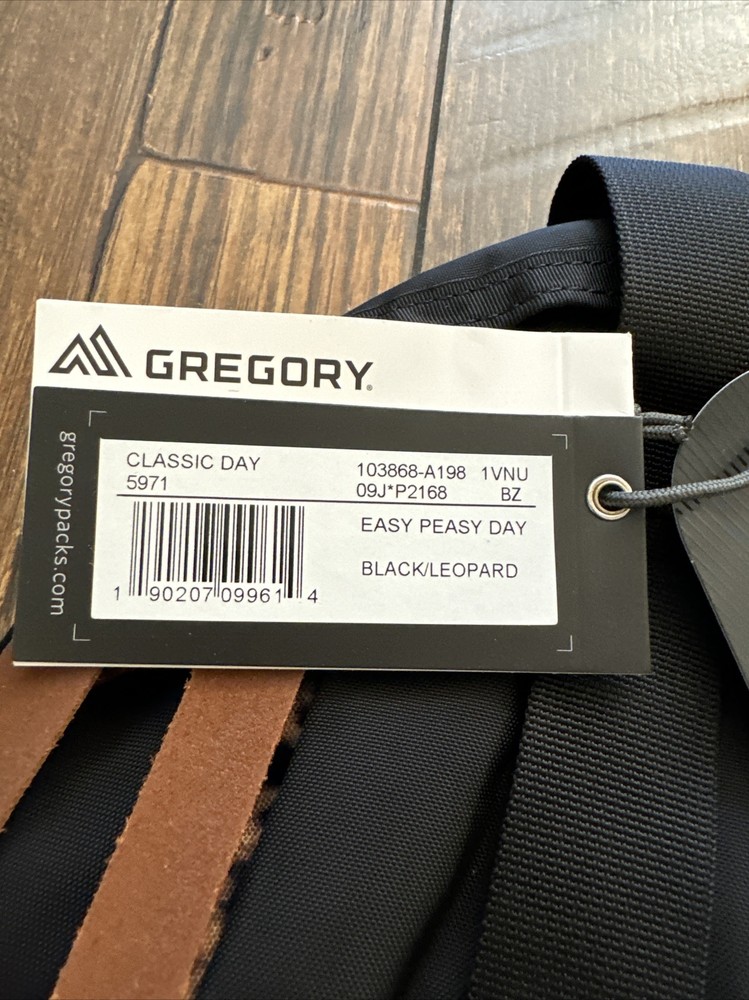 GREGORY
gregorypacks.com
CLASSIC DAY 103868-A198 1VNU
5971 09J*P2168 BZ
EASY PEASY DAY
BLACK/LEOPARD
1 90207 09961 4